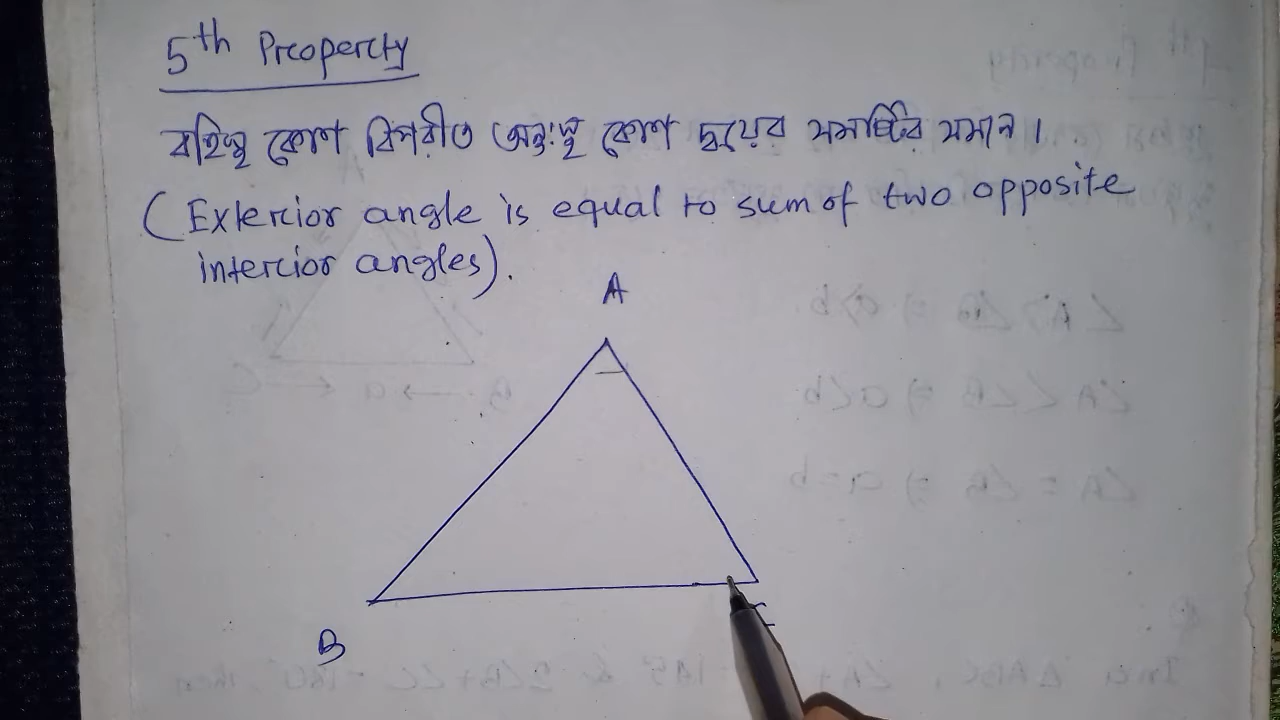 5th Property
বহিস্থ কোণ বিপরীত অন্তঃস্থ কোণ দ্বয়ের সমষ্টির সমান।
(Exterior angle is equal to sum of two opposite
interior angles).
A
B